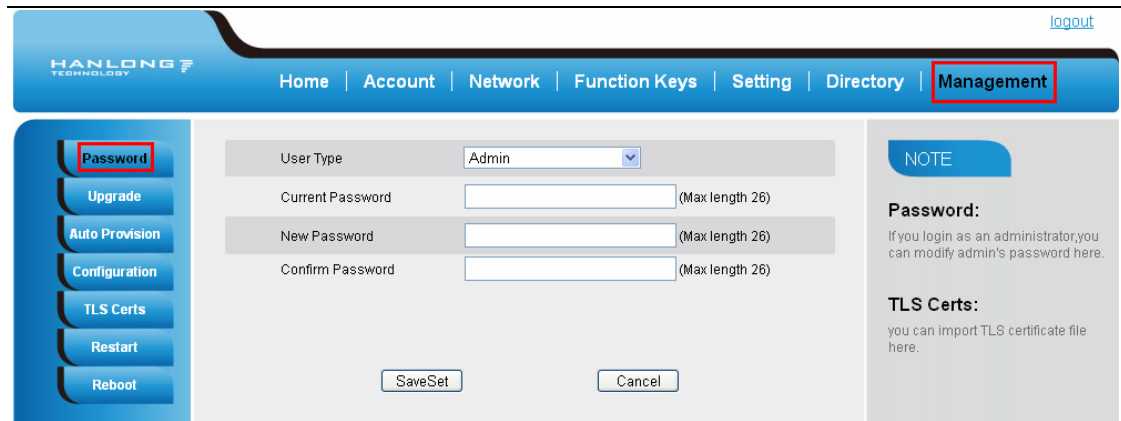 logout
HANLONG
TECHNOLOGY
Home | Account | Network | Function Keys | Setting | Directory | Management
Password
Upgrade
Auto Provision
Configuration
TLS Certs
Restart
Reboot
User Type Admin
Current Password (Max length 26)
New Password (Max length 26)
Confirm Password (Max length 26)
SaveSet Cancel
NOTE
Password:
If you login as an administrator,you
can modify admin's password here.
TLS Certs:
you can import TLS certificate file
here.